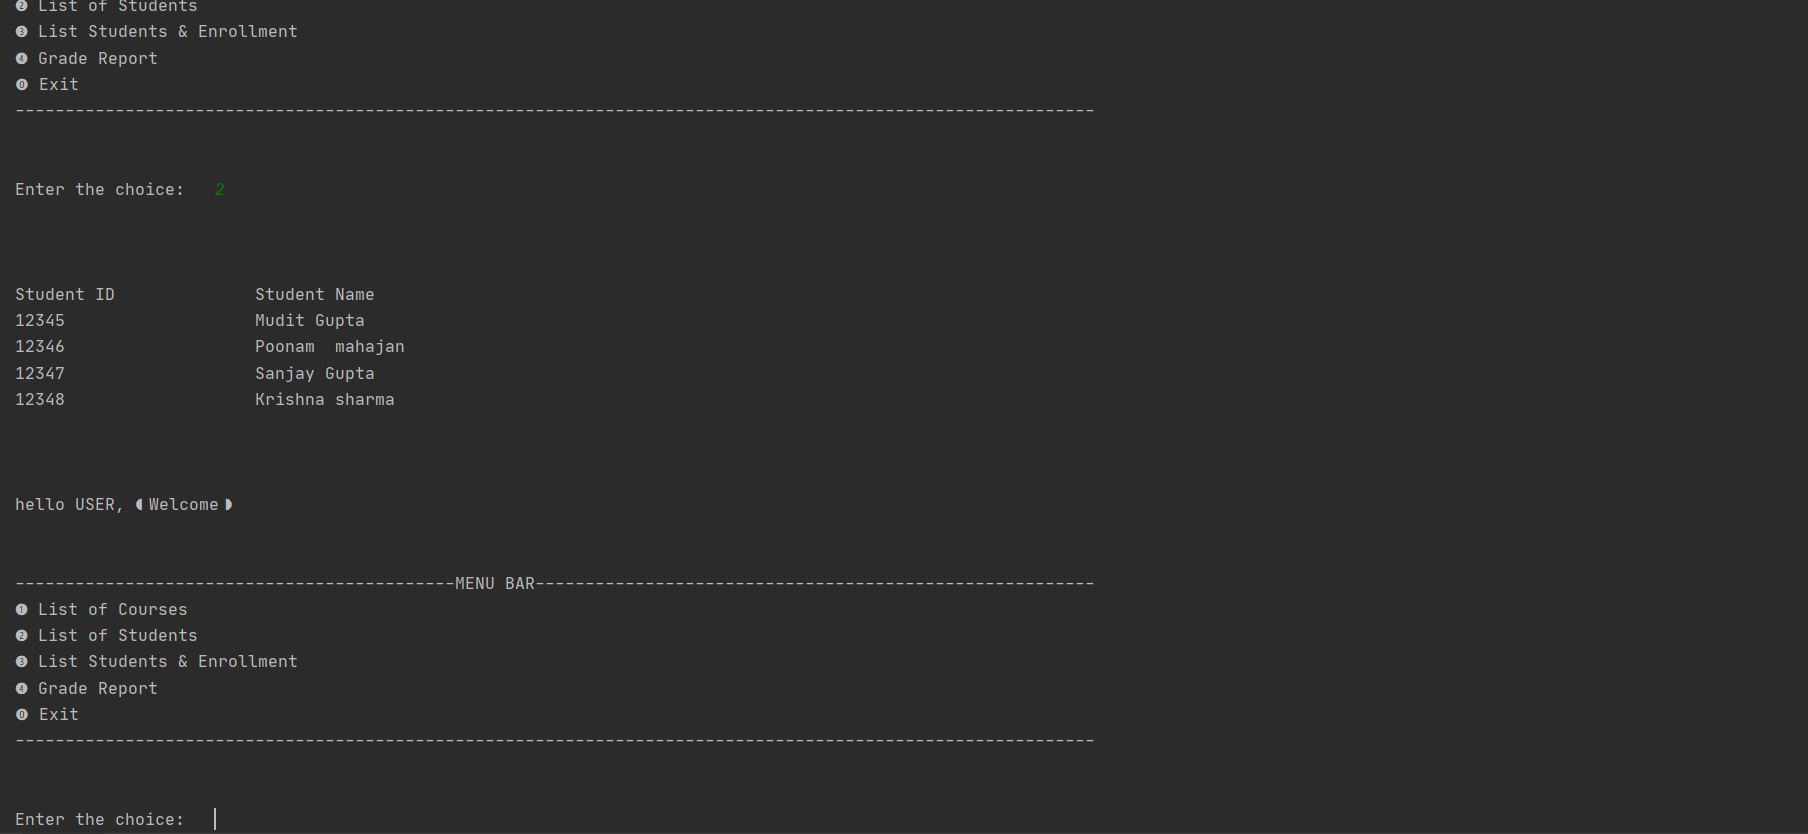 ❷ List of Students
❸ List Students & Enrollment
❹ Grade Report
⓿ Exit
------------------------------------------------------------------------------------------------------------
Enter the choice:   2
Student ID              Student Name
12345                   Mudit Gupta
12346                   Poonam  mahajan
12347                   Sanjay Gupta
12348                   Krishna sharma
hello USER, ◖Welcome◗
--------------------------------------------MENU BAR--------------------------------------------------------
❶ List of Courses
❷ List of Students
❸ List Students & Enrollment
❹ Grade Report
⓿ Exit
------------------------------------------------------------------------------------------------------------
Enter the choice: